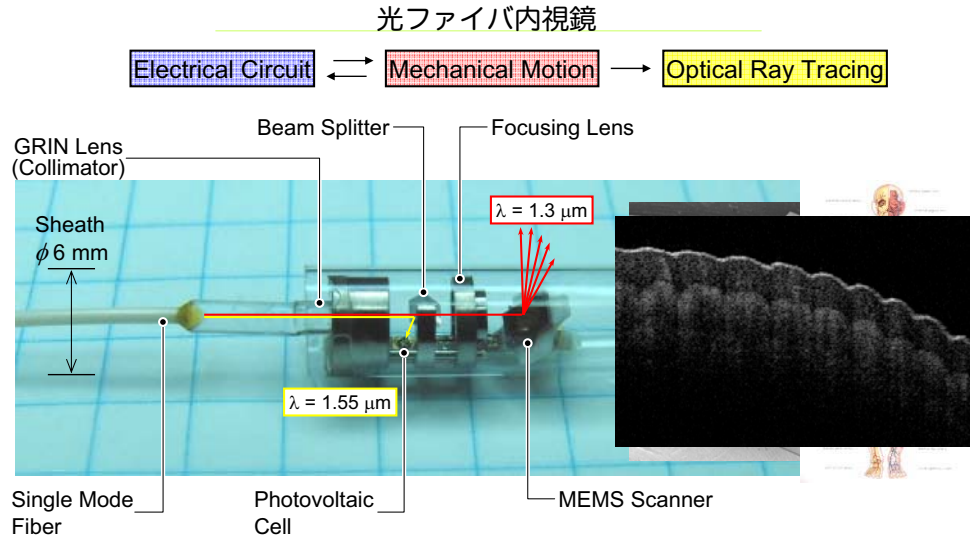 光ファイバ内視鏡
Electrical Circuit
Mechanical Motion
Optical Ray Tracing
Beam Splitter
Focusing Lens
GRIN Lens
(Collimator)
λ = 1.3 μm
Sheath
ϕ 6 mm
λ = 1.55 μm
Single Mode
Fiber
Photovoltaic
Cell
MEMS Scanner